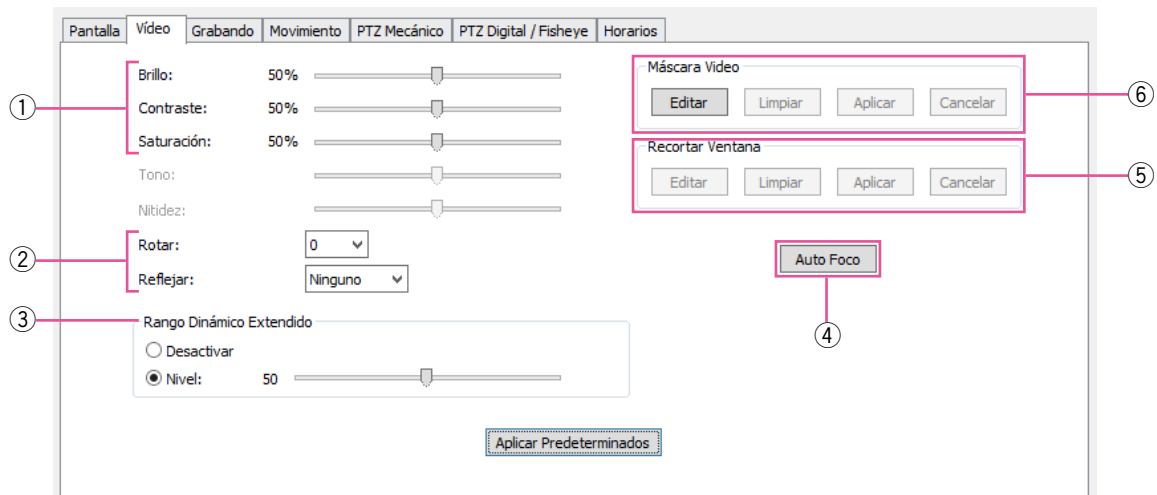 Pantalla Vídeo Grabando Movimiento PTZ Mecánico PTZ Digital / Fisheye Horarios
① Brillo: 50%
Contraste: 50%
Saturación: 50%
Tono:
Nitidez:
② Rotar: 0
Reflejar: Ninguno
③ Rango Dinámico Extendido
Desactivar
Nivel: 50
Máscara Video ⑥
Editar Limpiar Aplicar Cancelar
Recortar Ventana ⑤
Editar Limpiar Aplicar Cancelar
Auto Foco
④
Aplicar Predeterminados